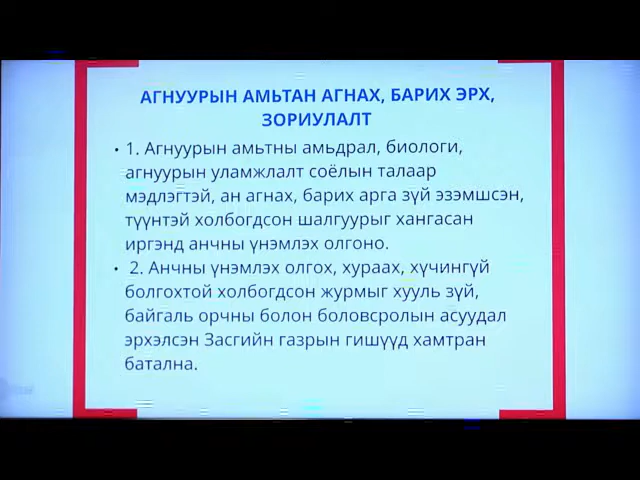 АГНУУРЫН АМЬТАН АГНАХ, БАРИХ ЭРХ,
ЗОРИУЛАЛТ
• 1. Агнуурын амьтны амьдрал, биологи,
агнуурын уламжлалт соёлын талаар
мэдлэгтэй, ан агнах, барих арга зүй эзэмшсэн,
түүнтэй холбогдсон шалгуурыг хангасан
иргэнд анчны үнэмлэх олгоно.
• 2. Анчны үнэмлэх олгох, хураах, хүчингүй
болгохтой холбогдсон журмыг хууль зүй,
байгаль орчны болон боловсролын асуудал
эрхэлсэн Засгийн газрын гишүүд хамтран
батална.